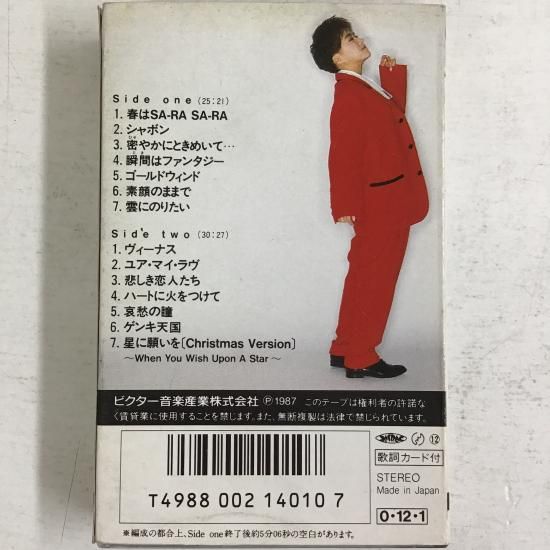 Side one (25:21)
1. 春はSA-RA SA-RA
2. シャボン
3. 密やかにときめいて…
4. 瞬間はファンタジー
5. ゴールドウィンド
6. 素顔のままで
7. 雲にのりたい
Side two (30:27)
1. ヴィーナス
2. ユア・マイ・ラヴ
3. 悲しき恋人たち
4. ハートに火をつけて
5. 哀愁の瞳
6. ゲンキ天国
7. 星に願いを〔Christmas Version〕
〜When You Wish Upon A Star〜
ビクター音楽産業株式会社 Ⓟ1987 このテープは権利者の許諾な
く賃貸業に使用することを禁じます。また、無断複製は法律で禁じられています。
⑫
歌詞カード付
STEREO
Made in Japan
T4988 002 14010 7
0・12・1
※編成の都合上、Side one終了後約5分06秒の空白があります。